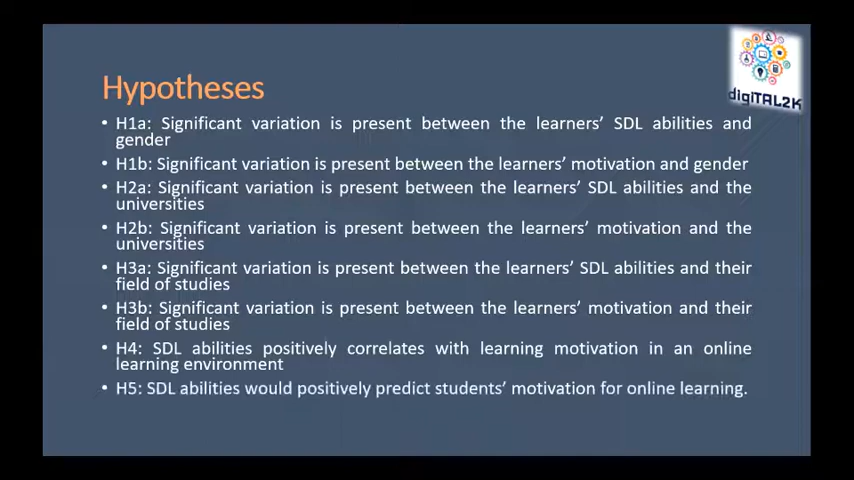 digiTAL2K
Hypotheses
• H1a: Significant variation is present between the learners’ SDL abilities and
gender
• H1b: Significant variation is present between the learners’ motivation and gender
• H2a: Significant variation is present between the learners’ SDL abilities and the
universities
• H2b: Significant variation is present between the learners’ motivation and the
universities
• H3a: Significant variation is present between the learners’ SDL abilities and their
field of studies
• H3b: Significant variation is present between the learners’ motivation and their
field of studies
• H4: SDL abilities positively correlates with learning motivation in an online
learning environment
• H5: SDL abilities would positively predict students’ motivation for online learning.